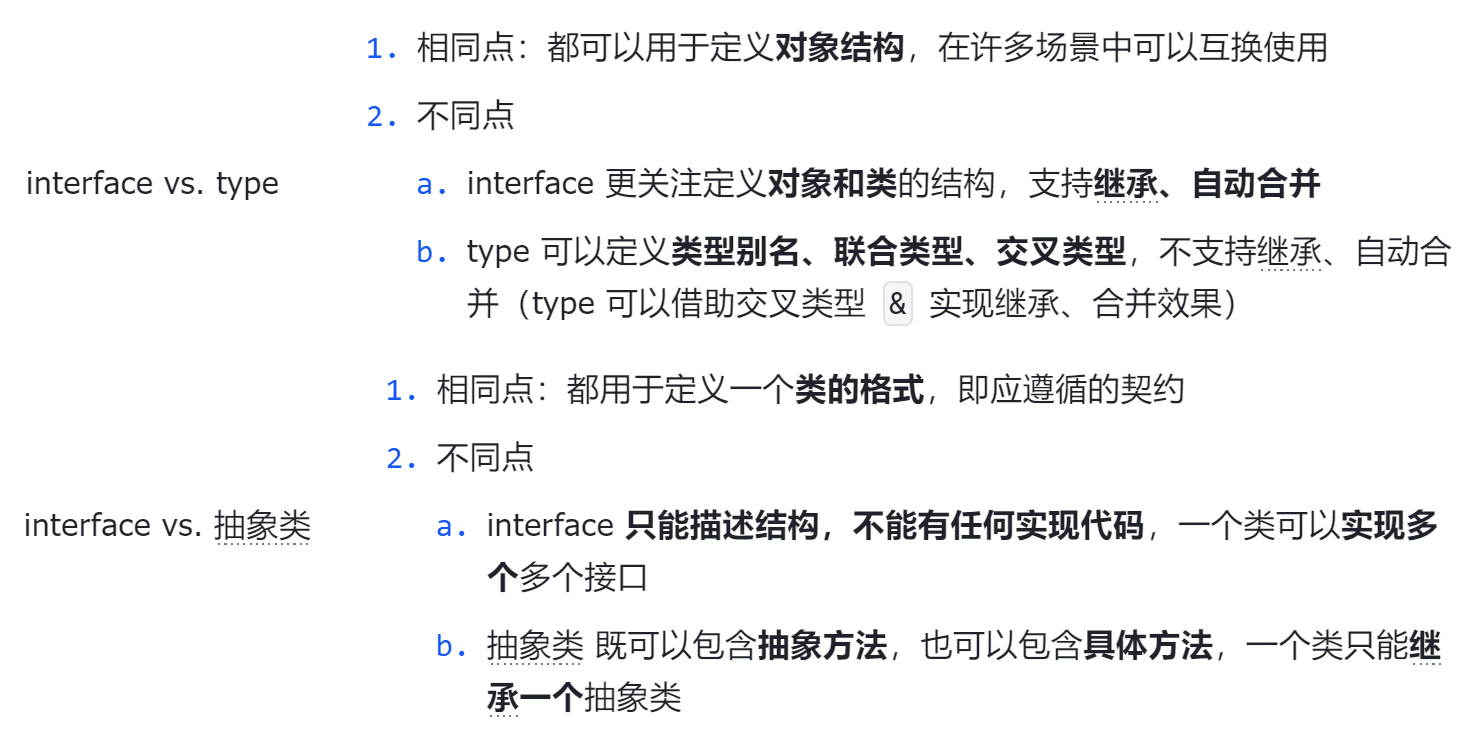 1. 相同点：都可以用于定义对象结构，在许多场景中可以互换使用
2. 不同点
interface vs. type
a. interface 更关注定义对象和类的结构，支持继承、自动合并
b. type 可以定义类型别名、联合类型、交叉类型，不支持继承、自动合
并（type 可以借助交叉类型 & 实现继承、合并效果）
1. 相同点：都用于定义一个类的格式，即应遵循的契约
2. 不同点
interface vs. 抽象类
a. interface 只能描述结构，不能有任何实现代码，一个类可以实现多
个多个接口
b. 抽象类 既可以包含抽象方法，也可以包含具体方法，一个类只能继
承一个抽象类